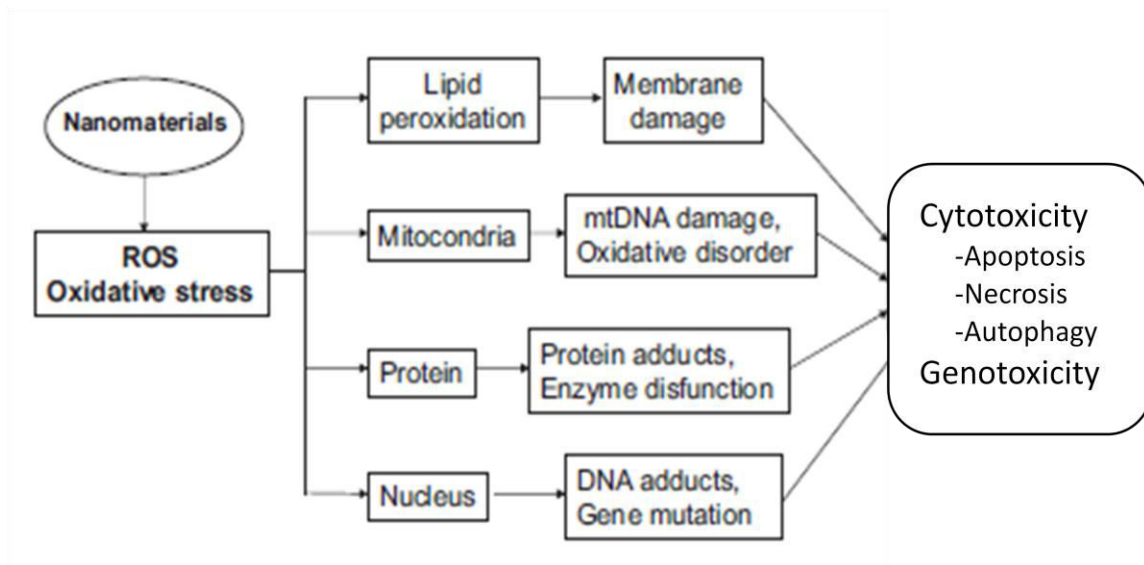 Nanomaterials
ROS
Oxidative stress
Lipid
peroxidation
Membrane
damage
Mitocondria
mtDNA damage,
Oxidative disorder
Protein
Protein adducts,
Enzyme disfunction
Nucleus
DNA adducts,
Gene mutation
Cytotoxicity
-Apoptosis
-Necrosis
-Autophagy
Genotoxicity